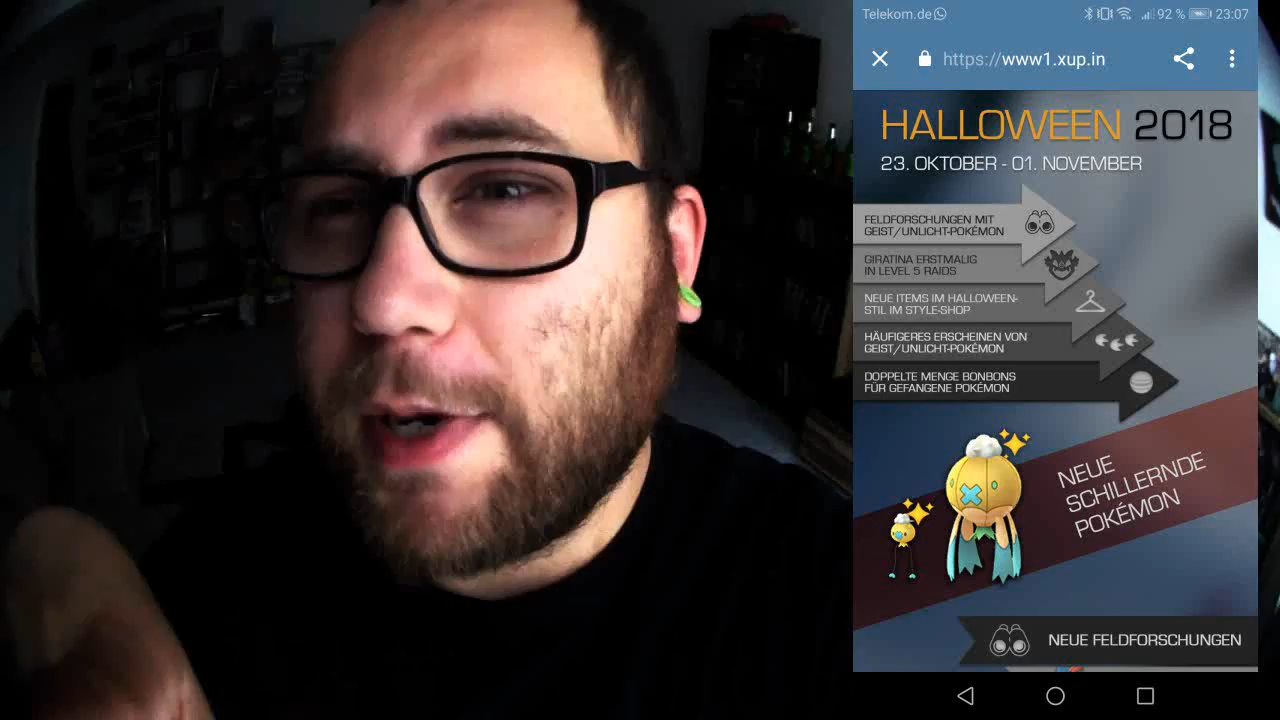 Telekom.de 92 % 23:07
https://www1.xup.in
HALLOWEEN 2018
23. OKTOBER - 01. NOVEMBER
FELDFORSCHUNGEN MIT
GEIST/UNLICHT-POKÉMON
GIRATINA ERSTMALIG
IN LEVEL 5 RAIDS
NEUE ITEMS IM HALLOWEEN-
STIL IM STYLE-SHOP
HÄUFIGERES ERSCHEINEN VON
GEIST/UNLICHT-POKÉMON
DOPPELTE MENGE BONBONS
FÜR GEFANGENE POKÉMON
NEUE
SCHILLERNDE
POKÉMON
NEUE FELDFORSCHUNGEN